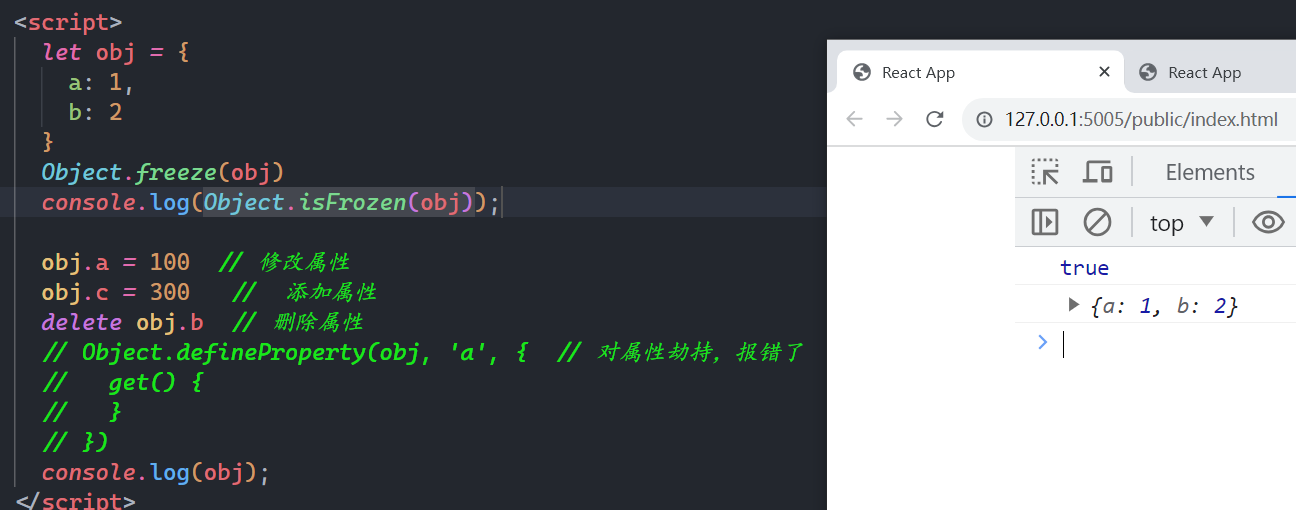 <script>
let obj = {
a: 1,
b: 2
}
Object.freeze(obj)
console.log(Object.isFrozen(obj));
obj.a = 100 // 修改属性
obj.c = 300 // 添加属性
delete obj.b // 删除属性
// Object.defineProperty(obj, 'a', { // 对属性劫持，报错了
// get() {
// }
// })
console.log(obj);
</script>
React App
React App
127.0.0.1:5005/public/index.html
Elements
top
true
{a: 1, b: 2}